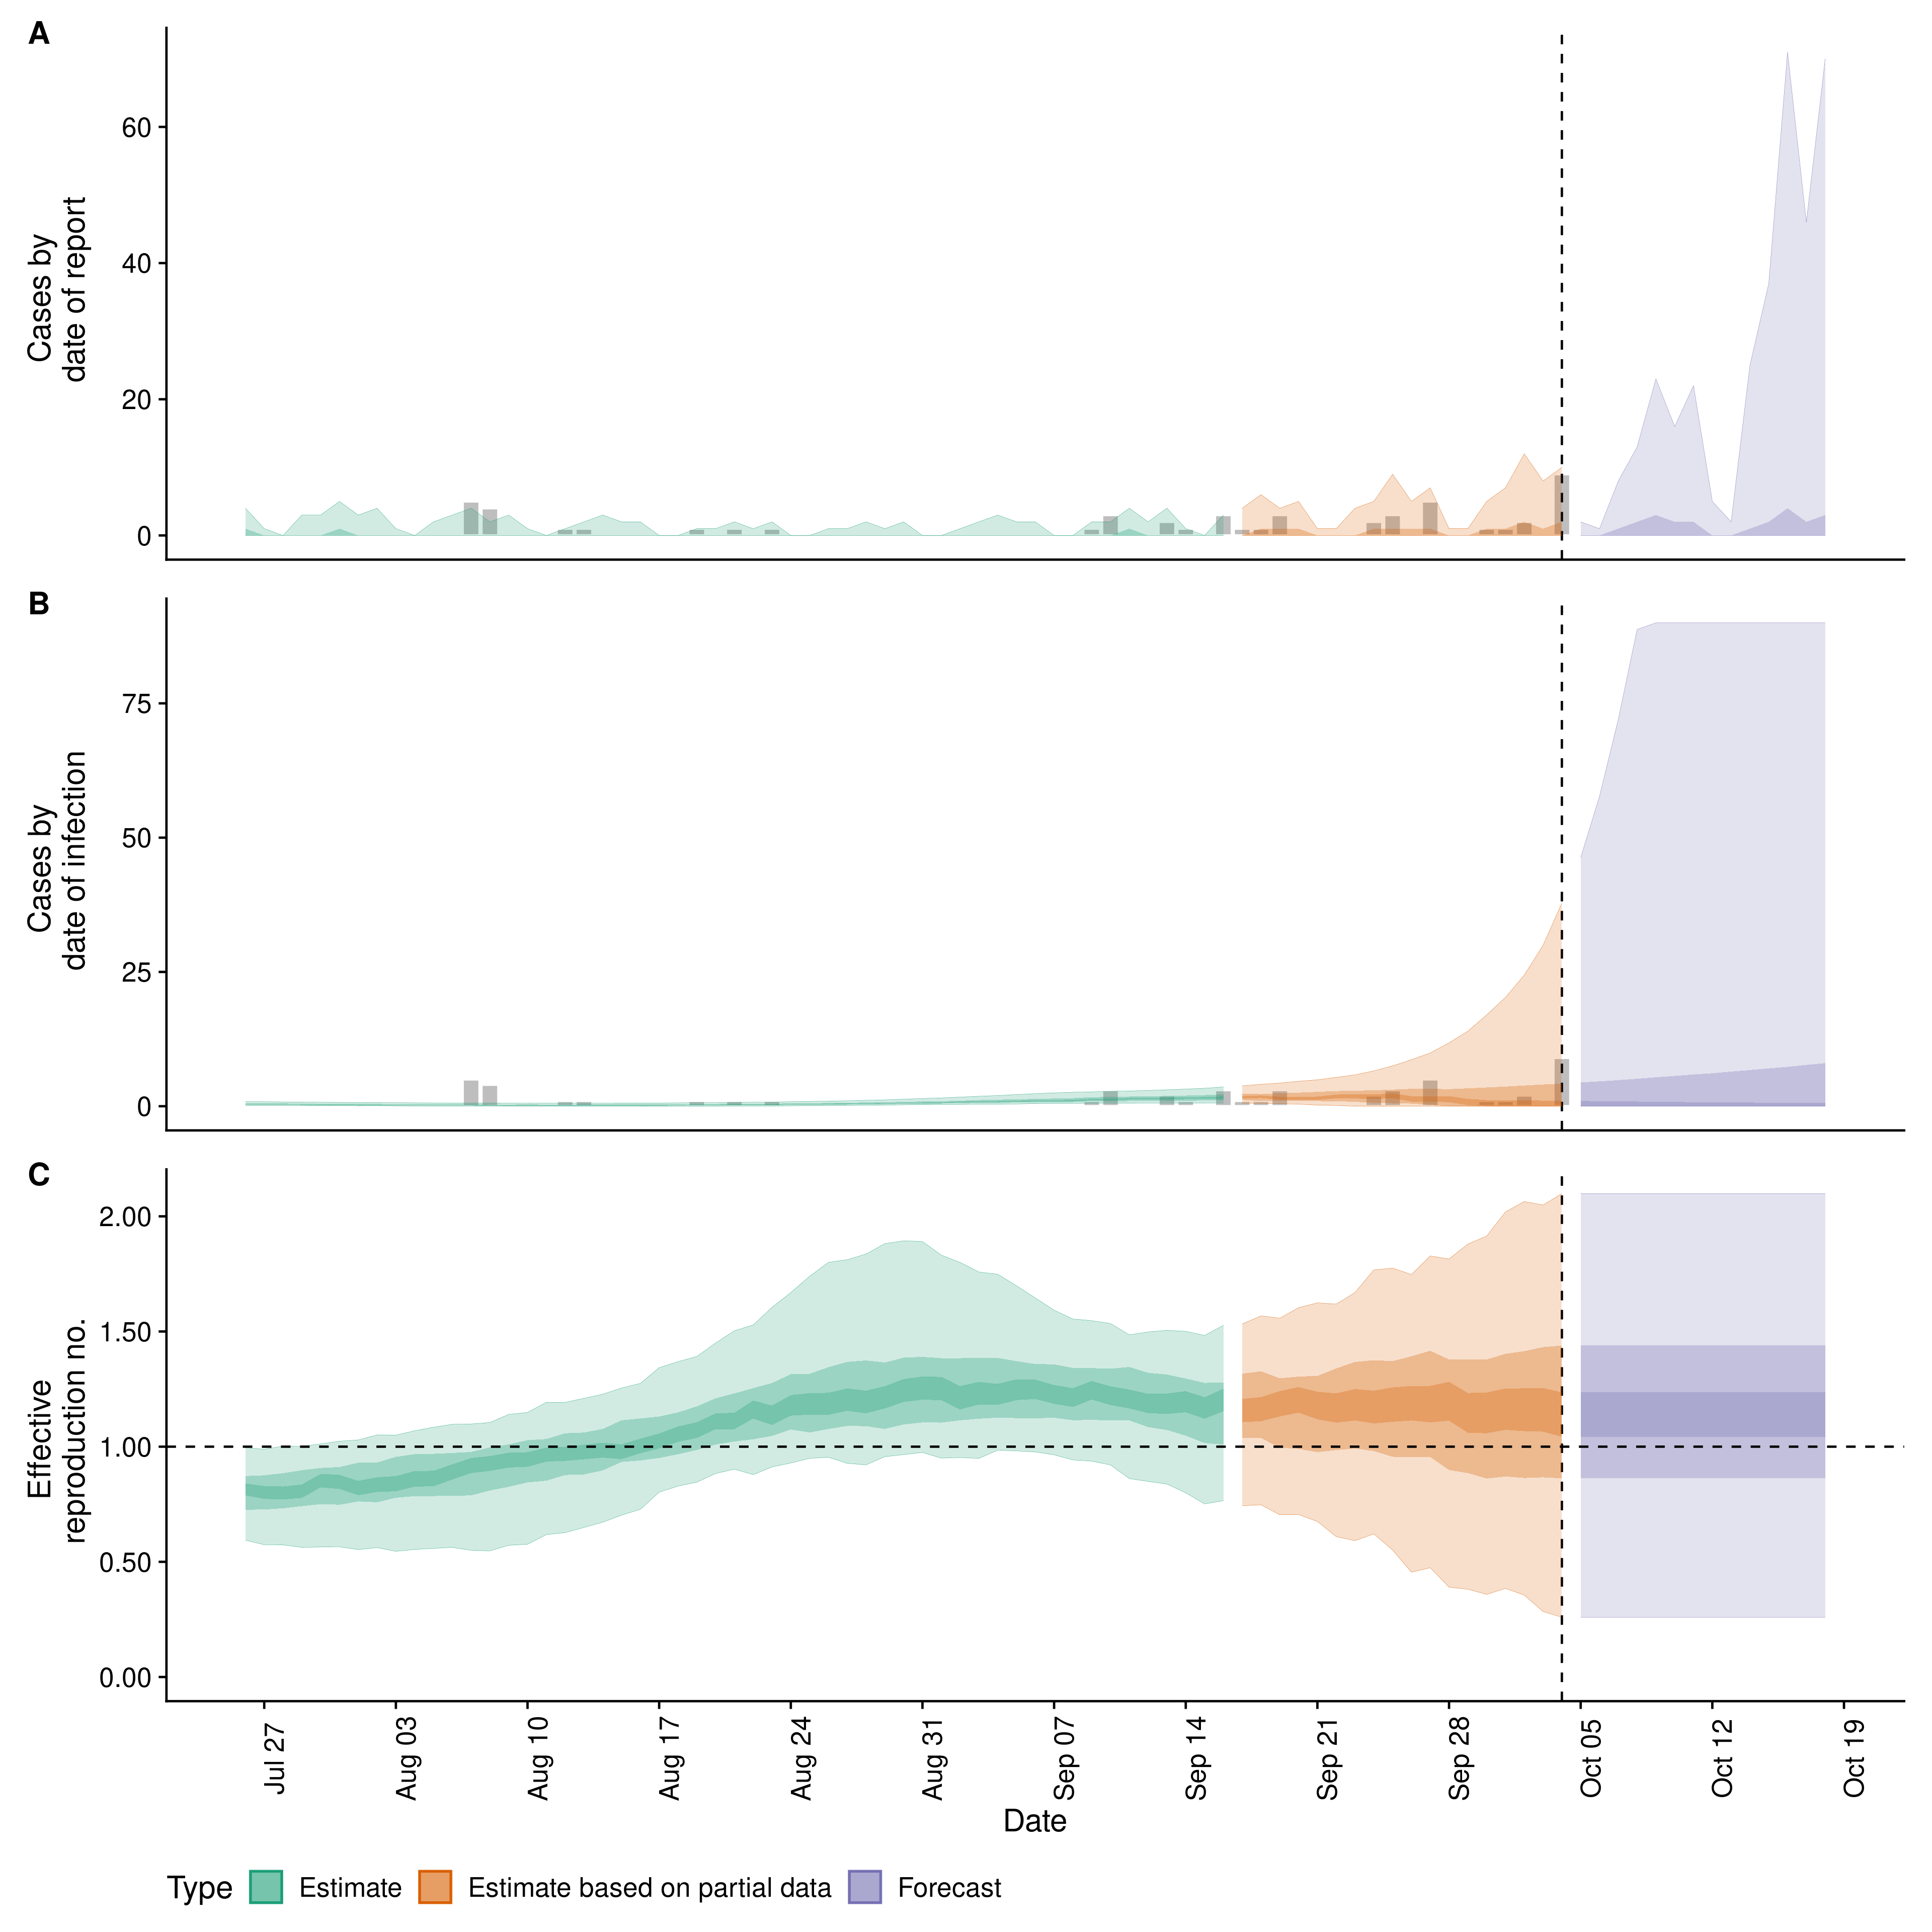 A
Cases by
date of report
60
40
20
0
B
Cases by
date of infection
75
50
25
0
C
Effective
reproduction no.
2.00
1.50
1.00
0.50
0.00
Jul 27
Aug 03
Aug 10
Aug 17
Aug 24
Aug 31
Sep 07
Sep 14
Sep 21
Sep 28
Oct 05
Oct 12
Oct 19
Date
Type Estimate Estimate based on partial data Forecast